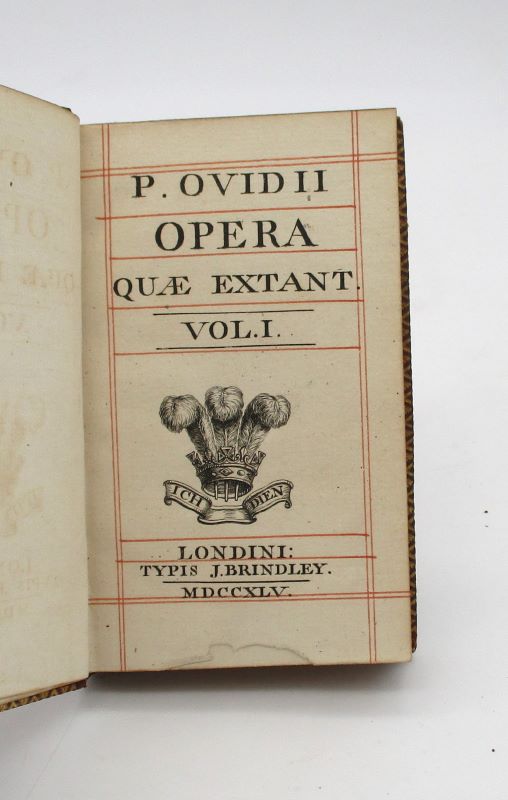 P. OVIDII
OPERA
QUÆ EXTANT.
VOL.I.
ICH DIEN
LONDINI:
TYPIS J.BRINDLEY.
MDCCXLV.